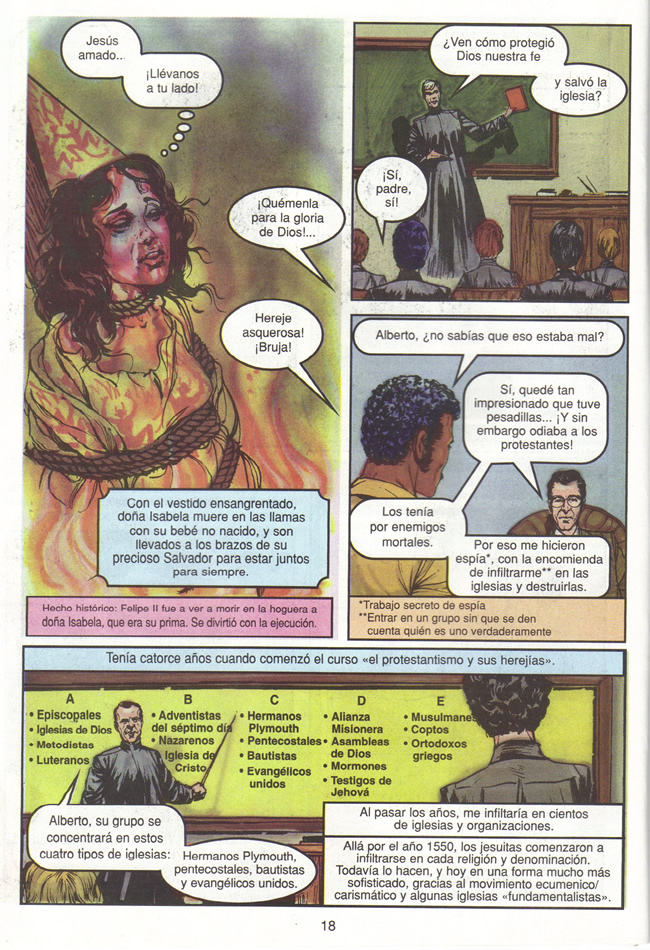 Jesús
amado...
¡Llévanos
a tu lado!
¡Quémenla
para la gloria
de Dios!...
Hereje
asquerosa!
¡Bruja!
Con el vestido ensangrentado,
doña Isabela muere en las llamas
con su bebé no nacido, y son
llevados a los brazos de su
precioso Salvador para estar juntos
para siempre.
Hecho histórico: Felipe II fue a ver a morir en la hoguera a
doña Isabela, que era su prima. Se divirtió con la ejecución.
¿Ven cómo protegió
Dios nuestra fe
y salvó la
iglesia?
¡Sí,
padre,
sí!
Alberto, ¿no sabías que eso estaba mal?
Sí, quedé tan
impresionado que tuve
pesadillas... ¡Y sin
embargo odiaba a los
protestantes!
Los tenía
por enemigos
mortales.
Por eso me hicieron
espía*, con la encomienda
de infiltrarme** en las
iglesias y destruirlas.
*Trabajo secreto de espía
**Entrar en un grupo sin que se den
cuenta quién es uno verdaderamente
Tenía catorce años cuando comenzó el curso «el protestantismo y sus herejías».
A
• Episcopales
• Iglesias de Dios
• Metodistas
• Luteranos
B
• Adventistas
del séptimo día
• Nazarenos
Iglesia de
Cristo
C
• Hermanos
Plymouth
• Pentecostales
• Bautistas
• Evangélicos
unidos
D
• Alianza
Misionera
• Asambleas
de Dios
• Mormones
• Testigos de
Jehová
E
• Musulmanes
• Coptos
• Ortodoxos
griegos
Alberto, su grupo se
concentrará en estos
cuatro tipos de iglesias:
Hermanos Plymouth,
pentecostales, bautistas
y evangélicos unidos.
Al pasar los años, me infiltraría en cientos
de iglesias y organizaciones.
Allá por el año 1550, los jesuitas comenzaron a
infiltrarse en cada religión y denominación.
Todavía lo hacen, y hoy en una forma mucho más
sofisticado, gracias al movimiento ecumenico/
carismático y algunas iglesias «fundamentalistas».
18